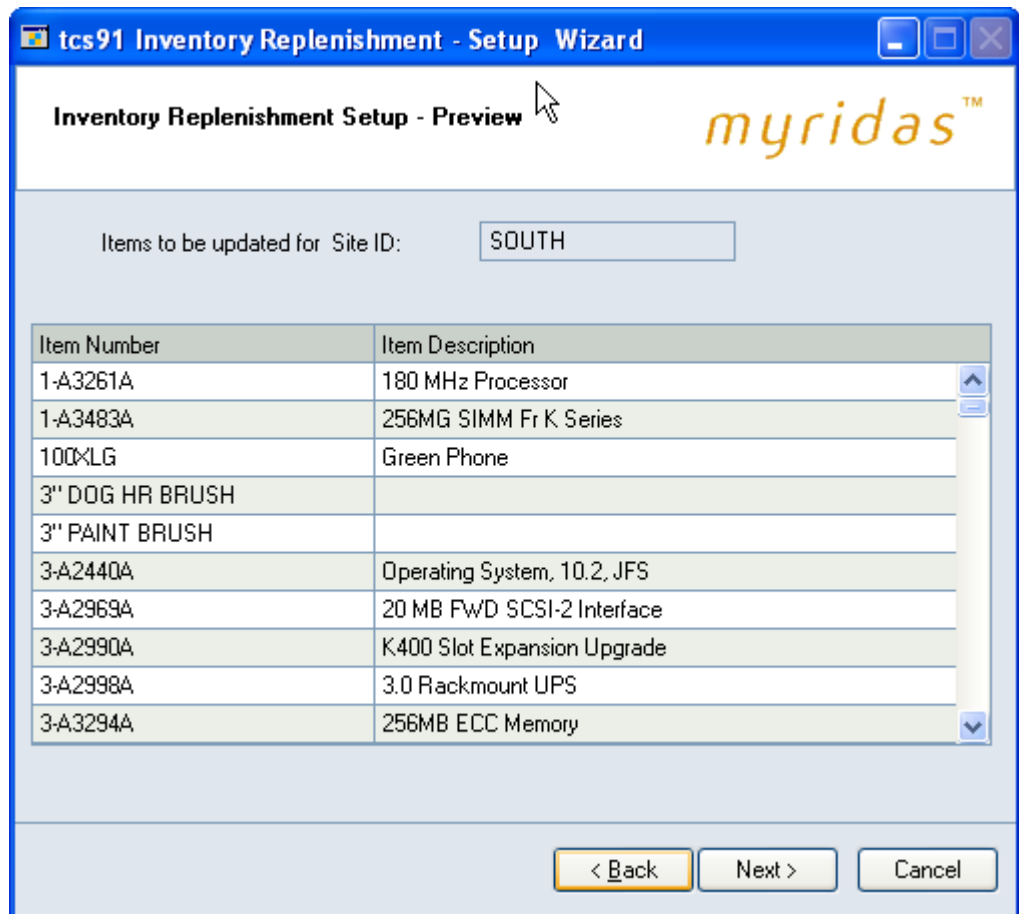 tcs91 Inventory Replenishment - Setup  Wizard
Inventory Replenishment Setup - Preview
myridas™
Items to be updated for  Site ID: SOUTH
Item Number Item Description
1-A3261A 180 MHz Processor
1-A3483A 256MG SIMM Fr K Series
100XLG Green Phone
3" DOG HR BRUSH
3" PAINT BRUSH
3-A2440A Operating System, 10.2, JFS
3-A2969A 20 MB FWD SCSI-2 Interface
3-A2990A K400 Slot Expansion Upgrade
3-A2998A 3.0 Rackmount UPS
3-A3294A 256MB ECC Memory
< Back Next > Cancel